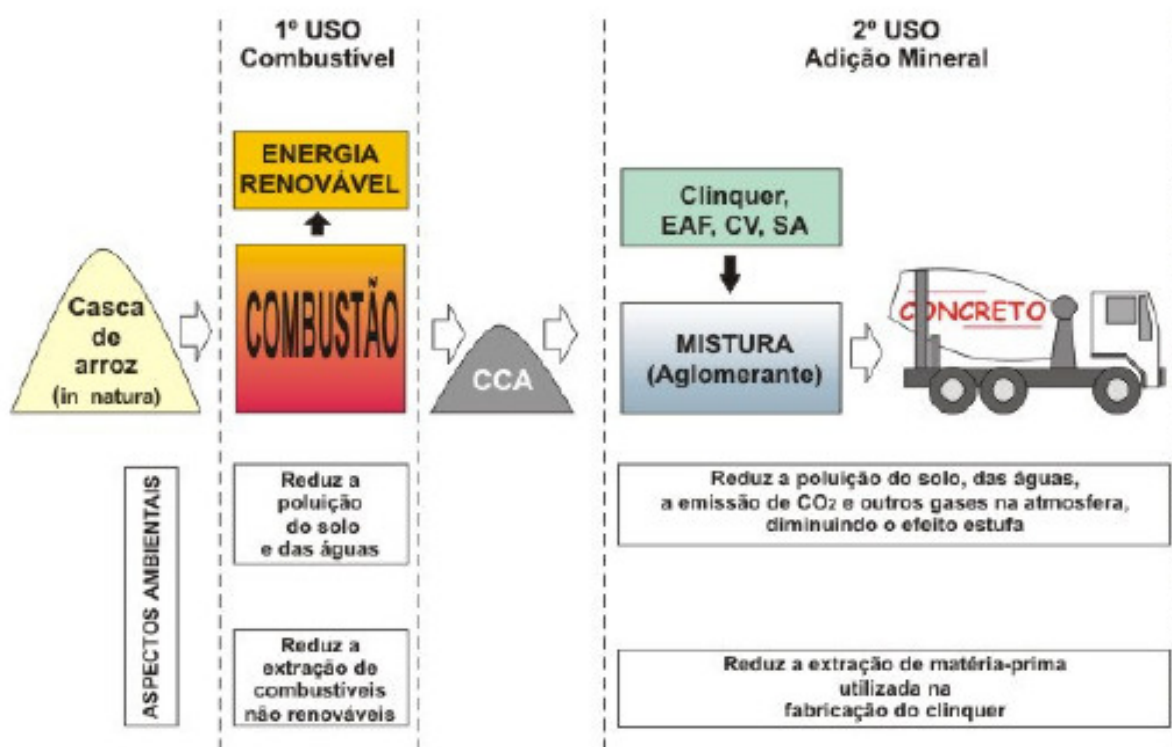 1º USO
Combustível
2º USO
Adição Mineral
ENERGIA
RENOVÁVEL
Clinquer,
EAF, CV, SA
Casca
de
arroz
(in natura)
COMBUSTÃO
CCA
MISTURA
(Aglomerante)
CONCRETO
ASPECTOS AMBIENTAIS
Reduz a
poluição
do solo
e das águas
Reduz a poluição do solo, das águas,
a emissão de CO2 e outros gases na atmosfera,
diminuindo o efeito estufa
Reduz a
extração de
combustíveis
não renováveis
Reduz a extração de matéria-prima
utilizada na
fabricação do clinquer